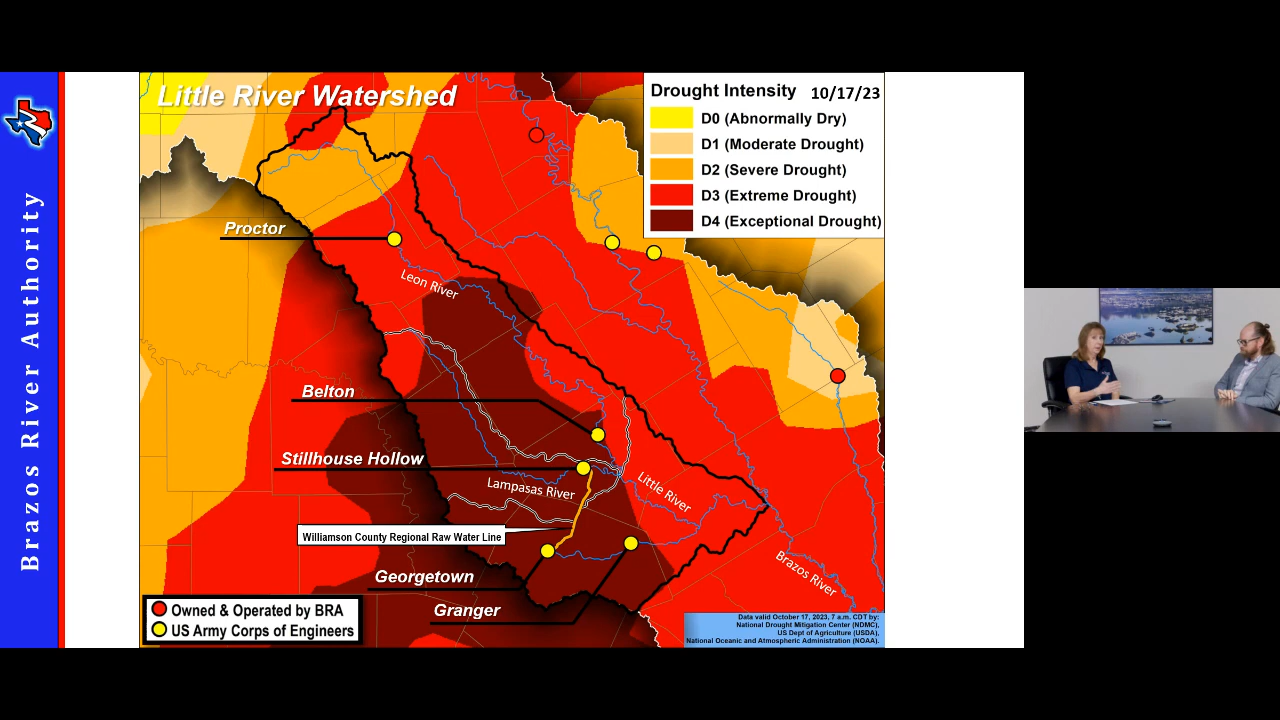 Brazos River Authority
Little River Watershed
Drought Intensity 10/17/23
D0 (Abnormally Dry)
D1 (Moderate Drought)
D2 (Severe Drought)
D3 (Extreme Drought)
D4 (Exceptional Drought)
Proctor
Leon River
Belton
Stillhouse Hollow
Lampasas River
Little River
Williamson County Regional Raw Water Line
Brazos River
Georgetown
Granger
Owned & Operated by BRA
US Army Corps of Engineers
Data valid October 17, 2023, 7 a.m. CDT by:
National Drought Mitigation Center (NDMC),
US Dept of Agriculture (USDA),
National Oceanic and Atmospheric Administration (NOAA).